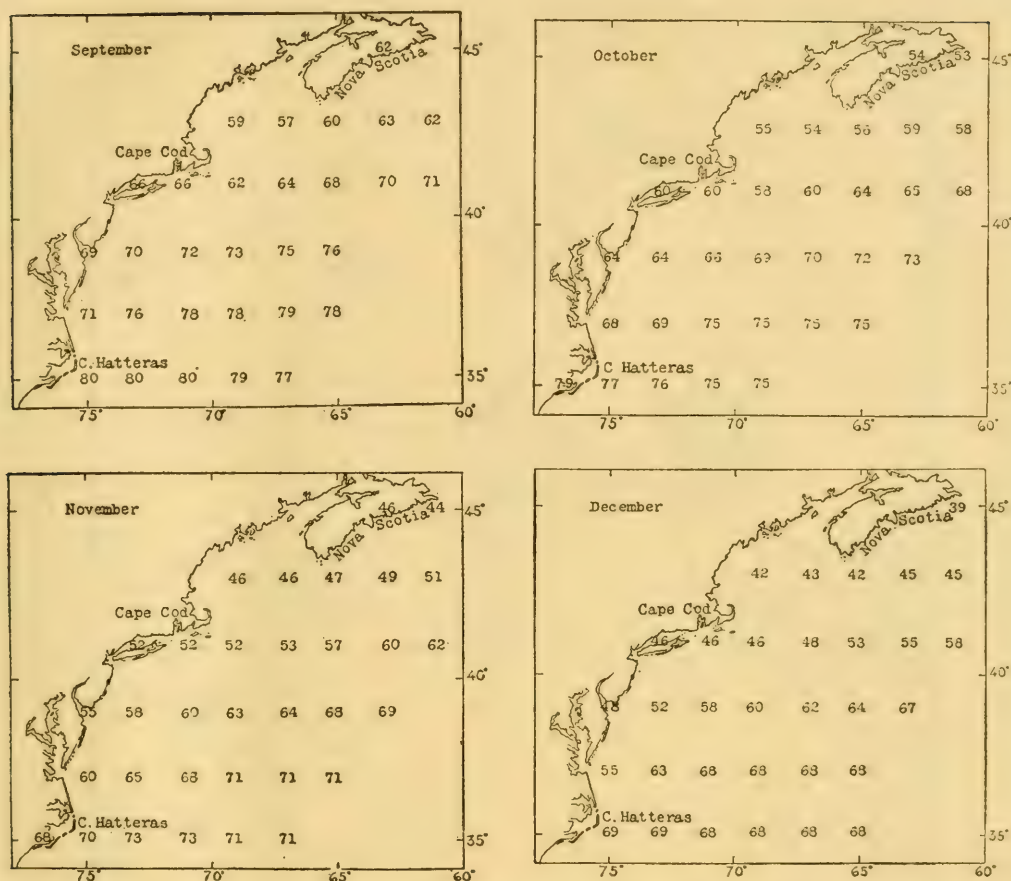 September
62
45°
Nova Scotia
59 57 60 63 62
Cape Cod
66 66 62 64 68 70 71
40°
69 70 72 73 75 76
71 76 78 78 79 78
C. Hatteras
80 80 80° 79 77
35°
75° 70° 65° 60°
October
54 53
45°
Nova Scotia
55 54 56 59 58
Cape Cod
60 60 58 60 64 65 68
40°
64 64 66 69 70 72 73
68 69 75 75 75 75
C Hatteras
79 77 76 75 75
35°
75° 70° 65° 60°
November
46 44
45°
Nova Scotia
46 46 47 49 51
Cape Cod
52 52 52 53 57 60 62
40°
55 58 60 63 64 68 69
60 65 68 71 71 71
C. Hatteras
68 70 73 73 71 71
35°
75° 70° 65° 60°
December
39
45°
Nova Scotia
42 43 42 45 45
Cape Cod
46 46 46 48 53 55 58
40°
48 52 58 60 62 64 67
55 63 68 68 68 68
C. Hatteras
69 69 68 68 68 68
35°
75° 70° 65° 60°